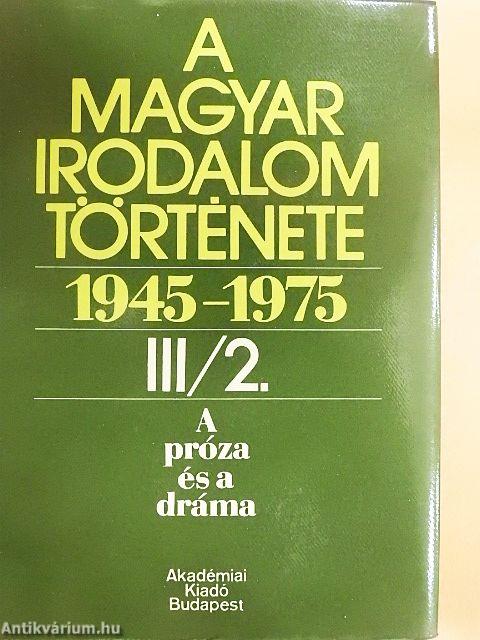 A
MAGYAR
IRODALOM
TÖRTÉNETE
1945–1975
III/2.
A
próza
és a
dráma
Akadémiai
Kiadó
Budapest
Antikvárium.hu